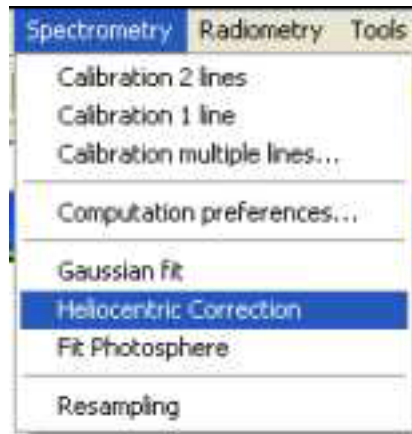 Spectrometry Radiometry Tools
Calibration 2 lines
Calibration 1 line
Calibration multiple lines...
Computation preferences...
Gaussian fit
Heliocentric Correction
Fit Photosphere
Resampling